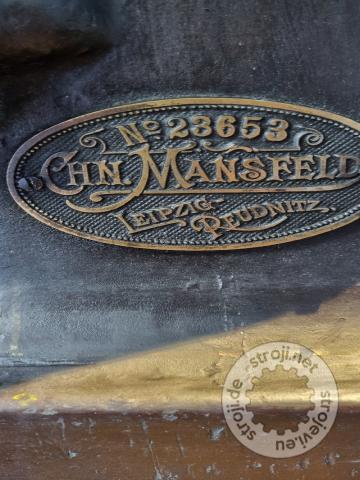 No 23653
CHN. MANSFELD
LEIPZIG-REUDNITZ.
stroji.net
stroji.de
strojevi.eu